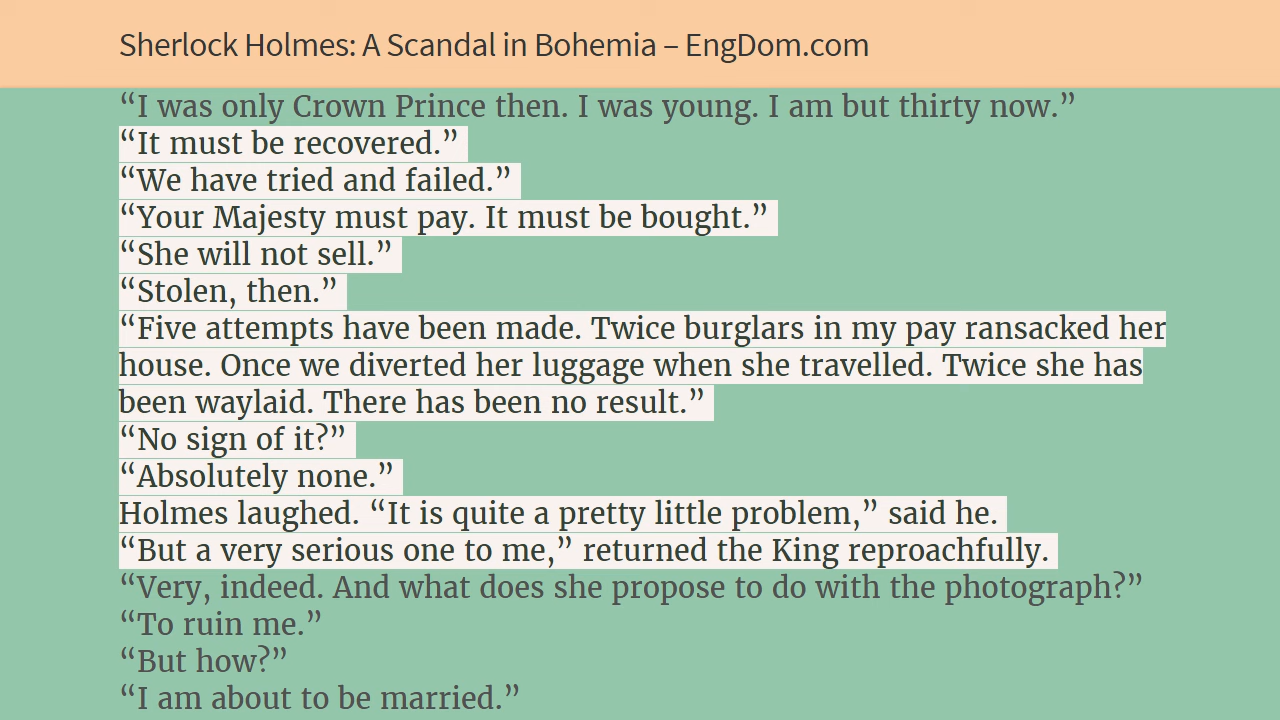 Sherlock Holmes: A Scandal in Bohemia – EngDom.com
“I was only Crown Prince then. I was young. I am but thirty now.”
“It must be recovered.”
“We have tried and failed.”
“Your Majesty must pay. It must be bought.”
“She will not sell.”
“Stolen, then.”
“Five attempts have been made. Twice burglars in my pay ransacked her
house. Once we diverted her luggage when she travelled. Twice she has
been waylaid. There has been no result.”
“No sign of it?”
“Absolutely none.”
Holmes laughed. “It is quite a pretty little problem,” said he.
“But a very serious one to me,” returned the King reproachfully.
“Very, indeed. And what does she propose to do with the photograph?”
“To ruin me.”
“But how?”
“I am about to be married.”